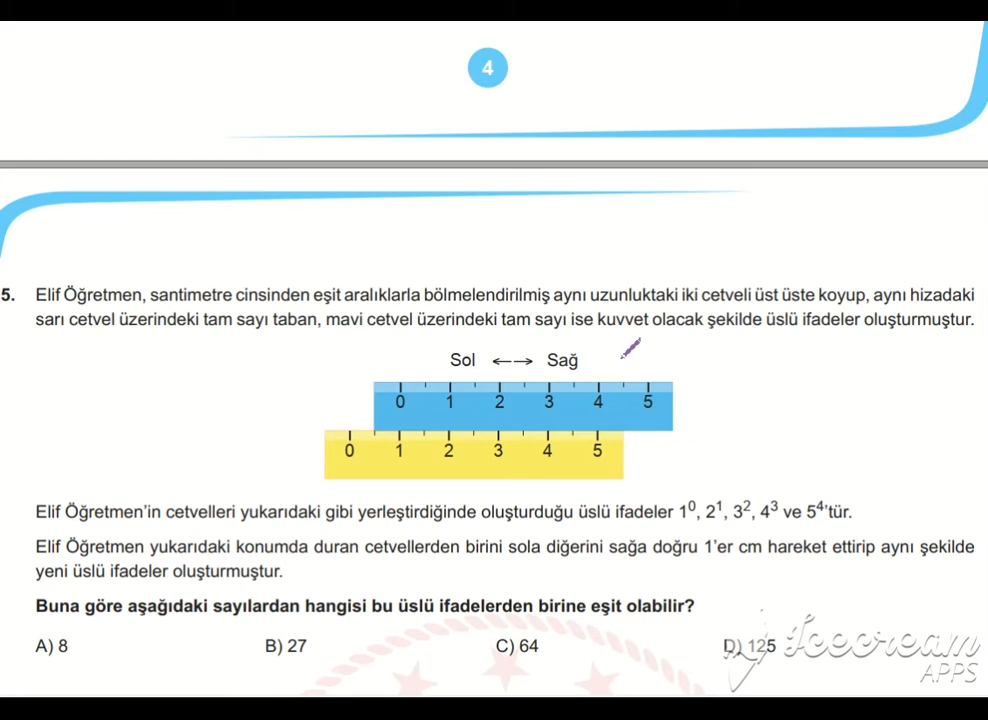 4
5. Elif Öğretmen, santimetre cinsinden eşit aralıklarla bölmelendirilmiş aynı uzunluktaki iki cetveli üst üste koyup, aynı hizadaki
sarı cetvel üzerindeki tam sayı taban, mavi cetvel üzerindeki tam sayı ise kuvvet olacak şekilde üslü ifadeler oluşturmuştur.
Sol ←→ Sağ
0 1 2 3 4 5
0 1 2 3 4 5
Elif Öğretmen'in cetvelleri yukarıdaki gibi yerleştirdiğinde oluşturduğu üslü ifadeler 1⁰, 2¹, 3², 4³ ve 5⁴'tür.
Elif Öğretmen yukarıdaki konumda duran cetvellerden birini sola diğerini sağa doğru 1'er cm hareket ettirip aynı şekilde
yeni üslü ifadeler oluşturmuştur.
Buna göre aşağıdaki sayılardan hangisi bu üslü ifadelerden birine eşit olabilir?
A) 8 B) 27 C) 64 D) 125
Icecream
APPS